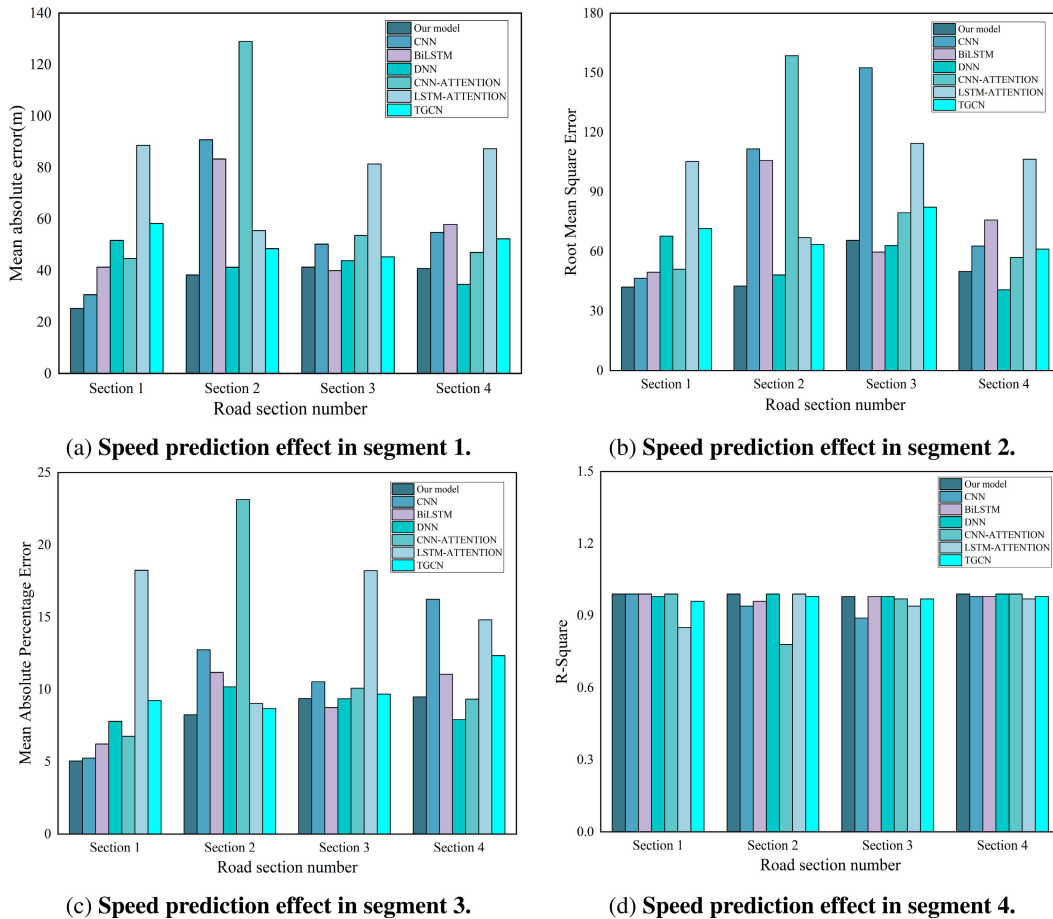 140
120
100
80
60
40
20
0
Mean absolute error(m)
Our model
CNN
BiLSTM
DNN
CNN-ATTENTION
LSTM-ATTENTION
TGCN
Section 1 Section 2 Section 3 Section 4
Road section number
(a) Speed prediction effect in segment 1.
180
150
120
90
60
30
0
Root Mean Square Error
Our model
CNN
BiLSTM
DNN
CNN-ATTENTION
LSTM-ATTENTION
TGCN
Section 1 Section 2 Section 3 Section 4
Road section number
(b) Speed prediction effect in segment 2.
25
20
15
10
5
0
Mean Absolute Percentage Error
Our model
CNN
BiLSTM
DNN
CNN-ATTENTION
LSTM-ATTENTION
TGCN
Section 1 Section 2 Section 3 Section 4
Road section number
(c) Speed prediction effect in segment 3.
1.5
1.2
0.9
0.6
0.3
0.0
R-Square
Our model
CNN
BiLSTM
DNN
CNN-ATTENTION
LSTM-ATTENTION
TGCN
Section 1 Section 2 Section 3 Section 4
Road section number
(d) Speed prediction effect in segment 4.